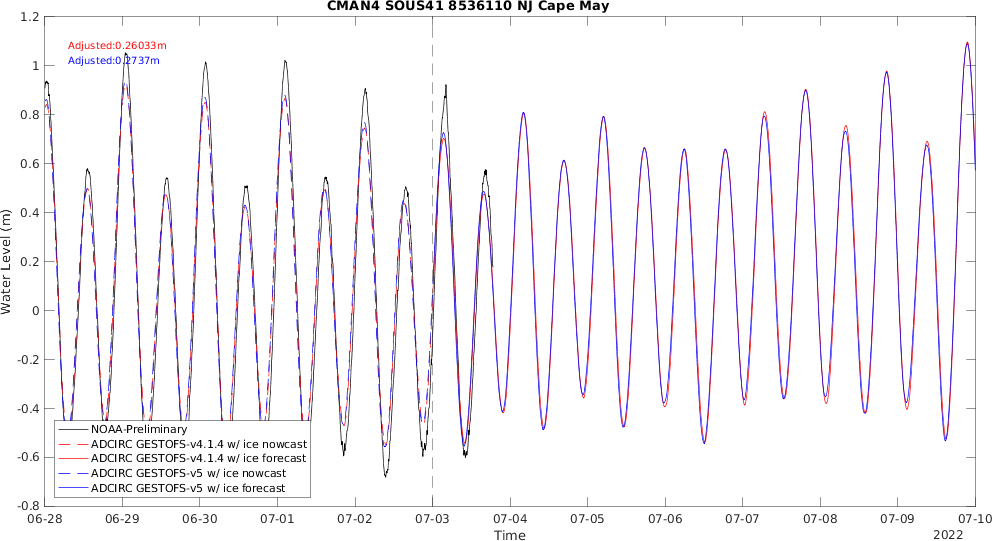 CMAN4 SOUS41 8536110 NJ Cape May
Adjusted:0.26033m
Adjusted:0.2737m
Water Level (m)
1.2
1
0.8
0.6
0.4
0.2
0
-0.2
-0.4
-0.6
-0.8
NOAA-Preliminary
ADCIRC GESTOFS-v4.1.4 w/ ice nowcast
ADCIRC GESTOFS-v4.1.4 w/ ice forecast
ADCIRC GESTOFS-v5 w/ ice nowcast
ADCIRC GESTOFS-v5 w/ ice forecast
06-28 06-29 06-30 07-01 07-02 07-03 07-04 07-05 07-06 07-07 07-08 07-09 07-10
Time
2022